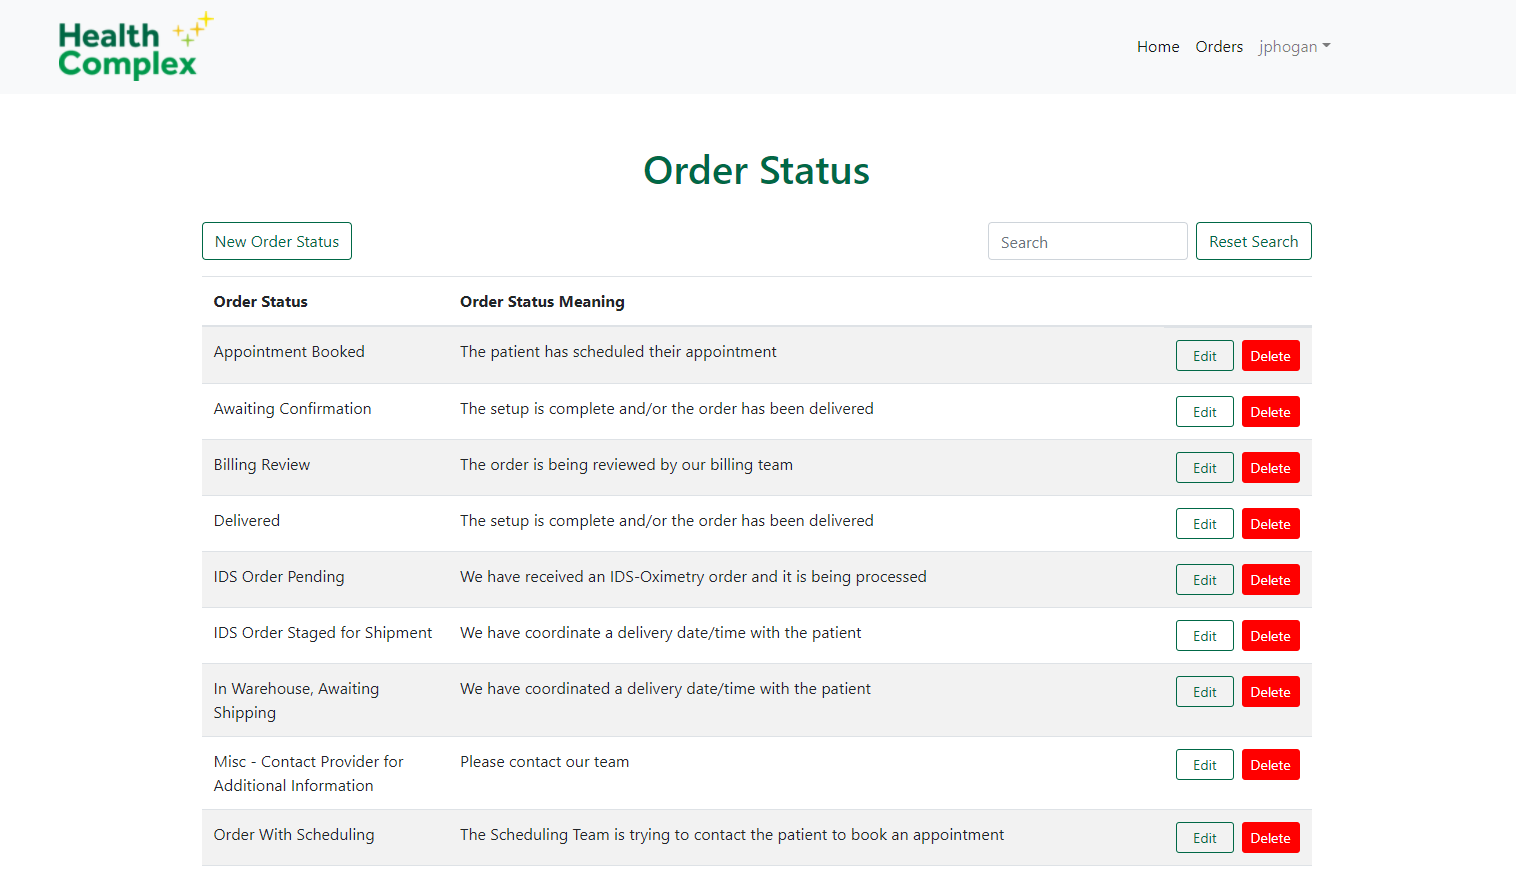 Health
Complex
Home Orders jphogan
Order Status
New Order Status Search Reset Search
Order Status Order Status Meaning
Appointment Booked The patient has scheduled their appointment Edit Delete
Awaiting Confirmation The setup is complete and/or the order has been delivered Edit Delete
Billing Review The order is being reviewed by our billing team Edit Delete
Delivered The setup is complete and/or the order has been delivered Edit Delete
IDS Order Pending We have received an IDS-Oximetry order and it is being processed Edit Delete
IDS Order Staged for Shipment We have coordinate a delivery date/time with the patient Edit Delete
In Warehouse, Awaiting We have coordinated a delivery date/time with the patient Edit Delete
Shipping
Misc - Contact Provider for Please contact our team Edit Delete
Additional Information
Order With Scheduling The Scheduling Team is trying to contact the patient to book an appointment Edit Delete